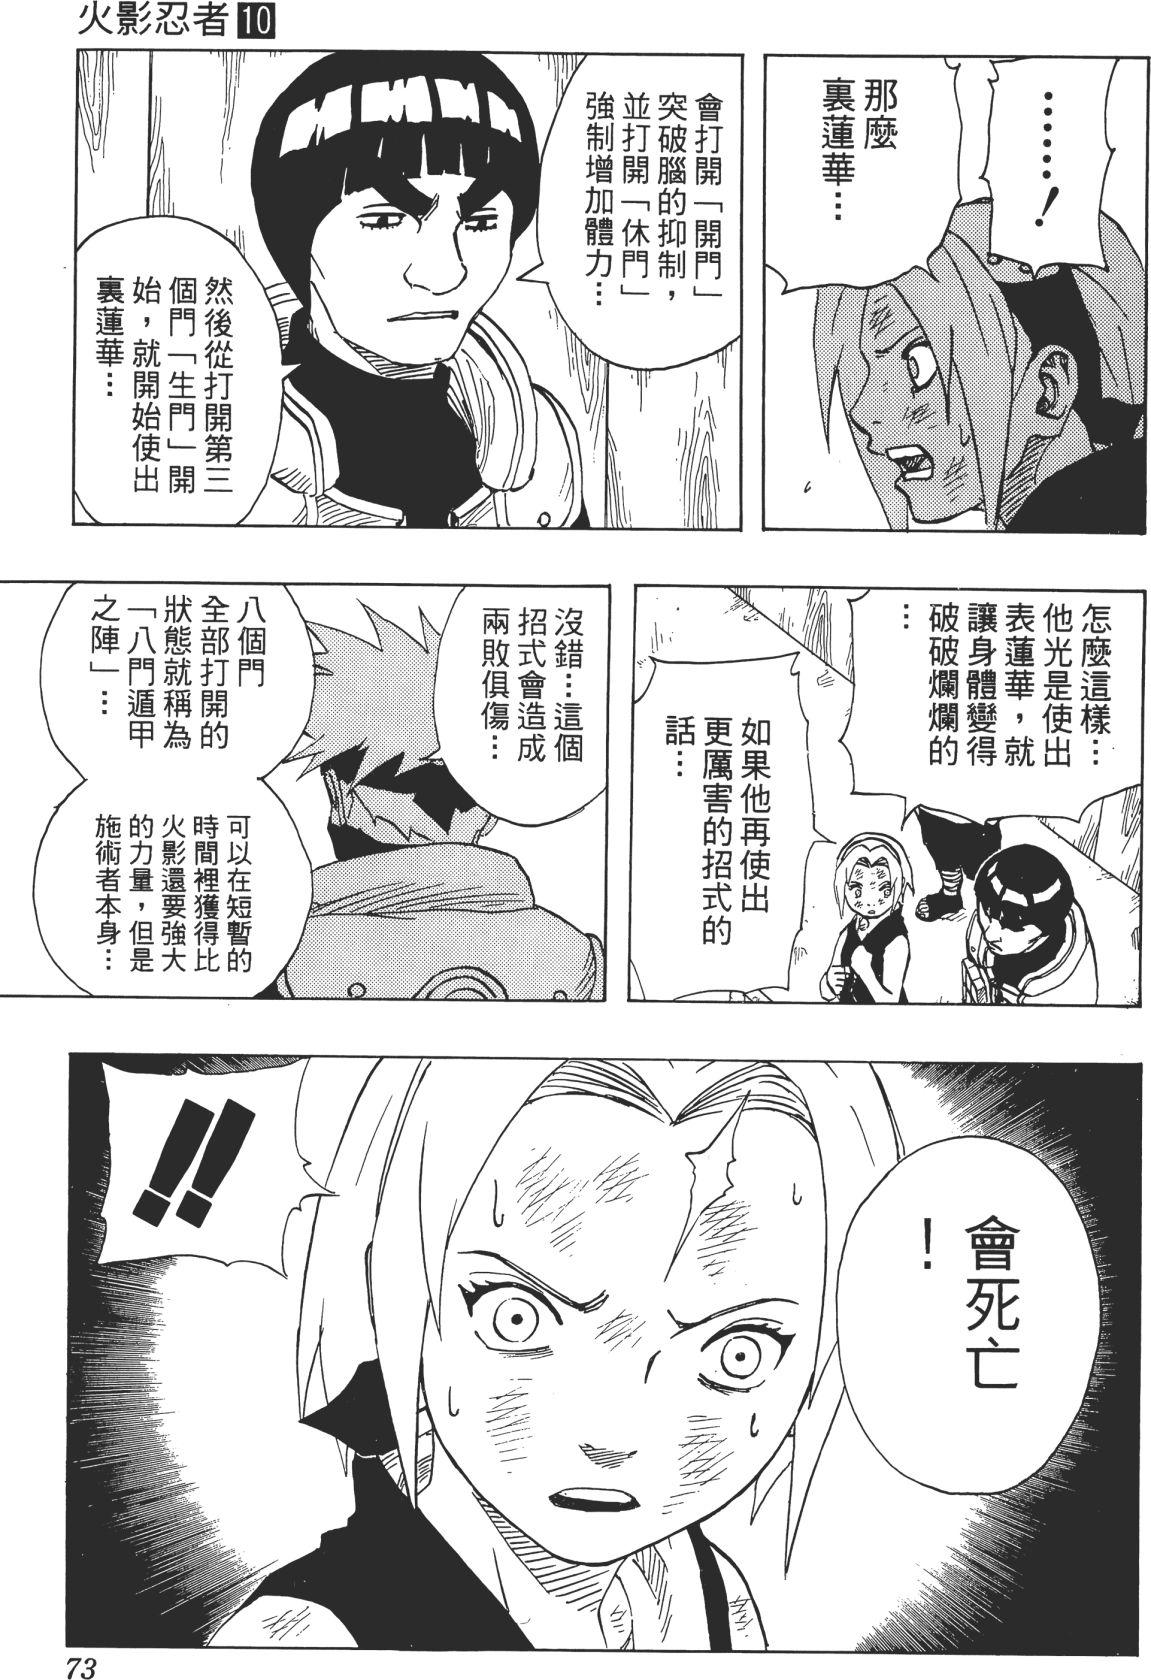 火影忍者10
……！
那麼
裏蓮華…
會打開「開門」
突破腦的抑制，
並打開「休門」
強制增加體力…
然後從打開第三
個門「生門」開
始，就開始使出
裏蓮華…
怎麼這樣…
他光是使出
表蓮華，就
讓身體變得
破破爛爛的
…
如果他再使出
更厲害的招式的
話…
沒錯…這個
招式會造成
兩敗俱傷…
八個門
全部打開的
狀態就稱為
「八門遁甲
之陣」…
可以在短暫的
時間裡獲得比
火影還要強大
的力量，但是
施術者本身…
會死亡
！
!!
73